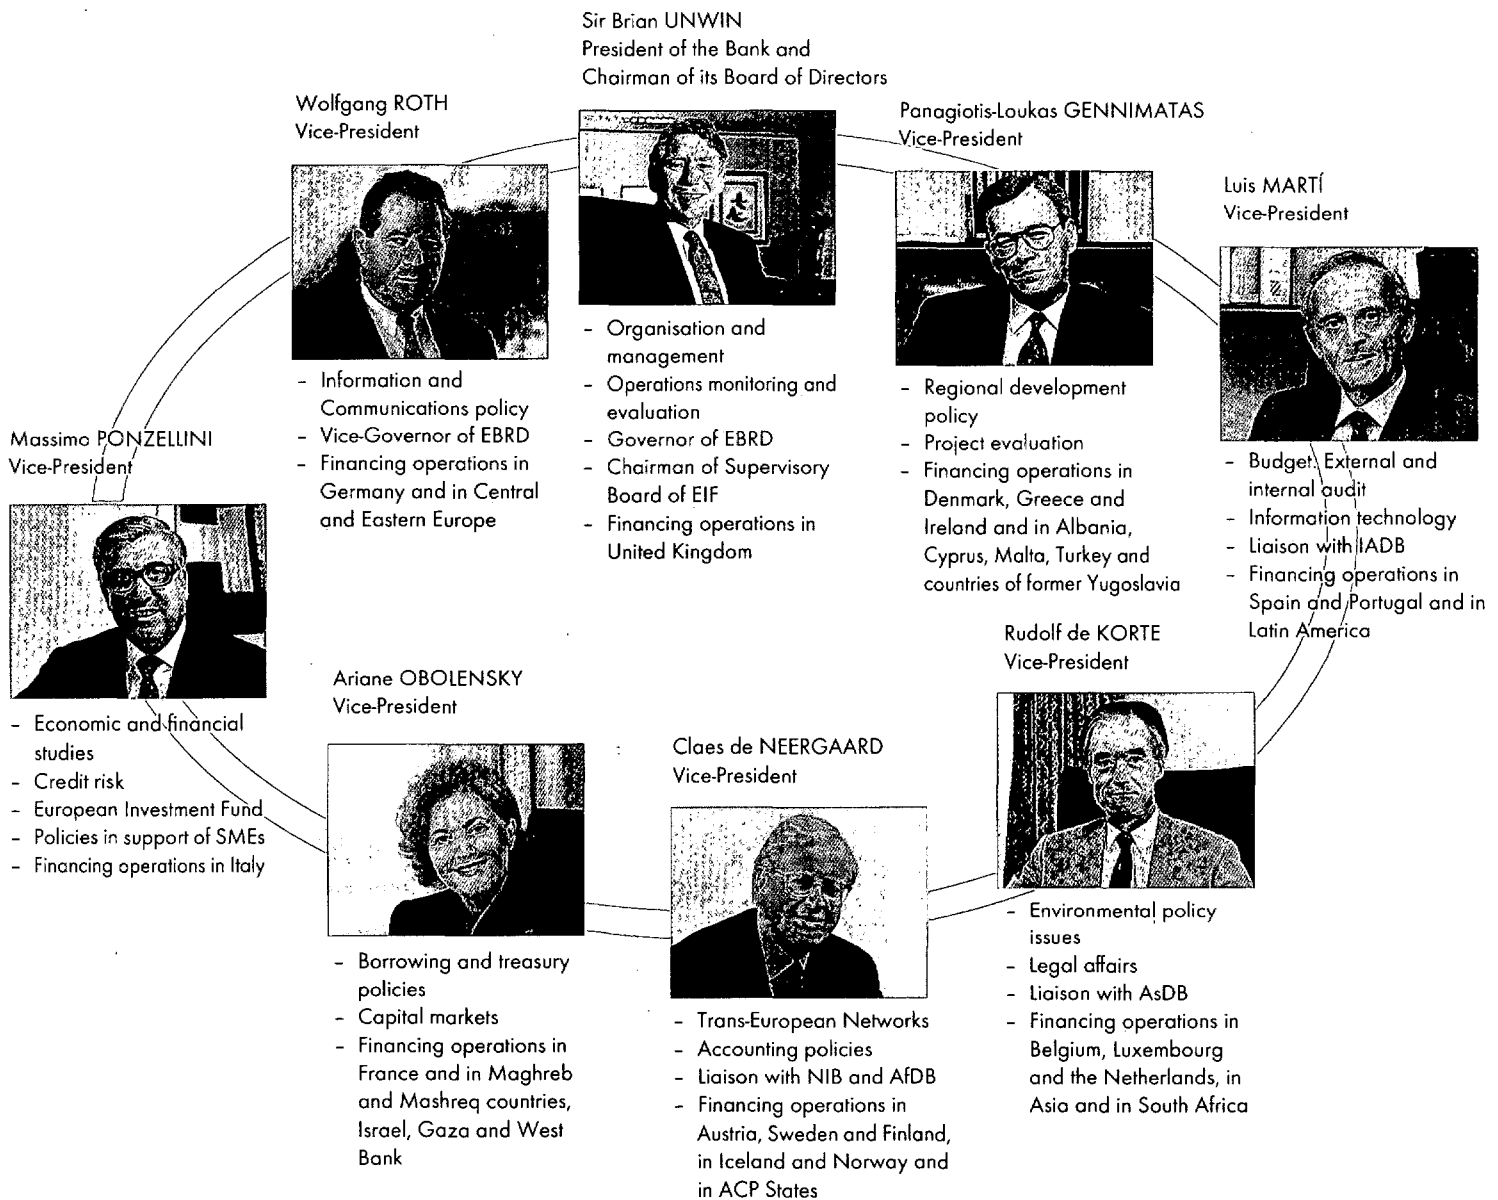 Sir Brian UNWIN
President of the Bank and
Chairman of its Board of Directors
- Organisation and
management
- Operations monitoring and
evaluation
- Governor of EBRD
- Chairman of Supervisory
Board of EIF
- Financing operations in
United Kingdom
Wolfgang ROTH
Vice-President
- Information and
Communications policy
- Vice-Governor of EBRD
- Financing operations in
Germany and in Central
and Eastern Europe
Panagiotis-Loukas GENNIMATAS
Vice-President
- Regional development
policy
- Project evaluation
- Financing operations in
Denmark, Greece and
Ireland and in Albania,
Cyprus, Malta, Turkey and
countries of former Yugoslavia
Luis MARTÍ
Vice-President
- Budget. External and
internal audit
- Information technology
- Liaison with IADB
- Financing operations in
Spain and Portugal and in
Latin America
Massimo PONZELLINI
Vice-President
- Economic and financial
studies
- Credit risk
- European Investment Fund
- Policies in support of SMEs
- Financing operations in Italy
Ariane OBOLENSKY
Vice-President
- Borrowing and treasury
policies
- Capital markets
- Financing operations in
France and in Maghreb
and Mashreq countries,
Israel, Gaza and West
Bank
Claes de NEERGAARD
Vice-President
- Trans-European Networks
- Accounting policies
- Liaison with NIB and AfDB
- Financing operations in
Austria, Sweden and Finland,
in Iceland and Norway and
in ACP States
Rudolf de KORTE
Vice-President
- Environmental policy
issues
- Legal affairs
- Liaison with AsDB
- Financing operations in
Belgium, Luxembourg
and the Netherlands, in
Asia and in South Africa